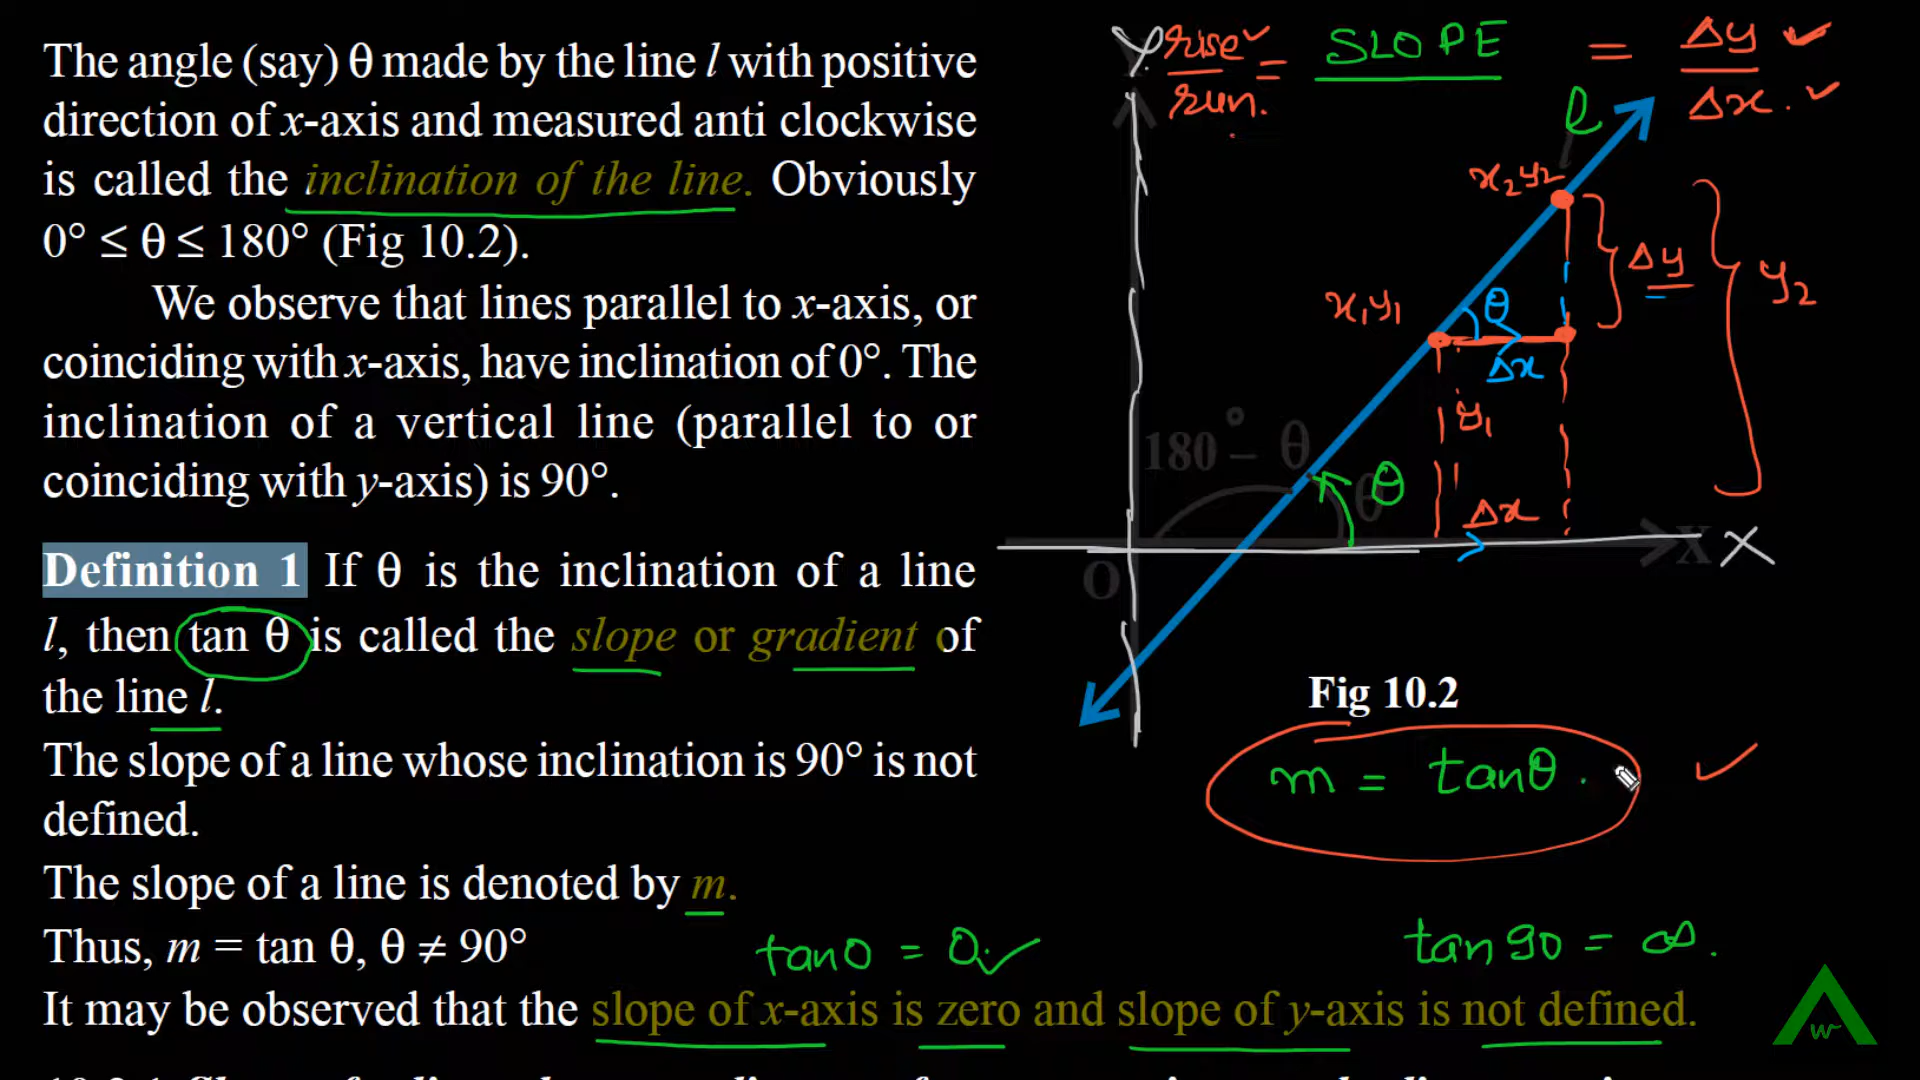 The angle (say) θ made by the line l with positive
direction of x-axis and measured anti clockwise
is called the inclination of the line. Obviously
0° ≤ θ ≤ 180° (Fig 10.2).
We observe that lines parallel to x-axis, or
coinciding with x-axis, have inclination of 0°. The
inclination of a vertical line (parallel to or
coinciding with y-axis) is 90°.
Definition 1 If θ is the inclination of a line
l, then tan θ is called the slope or gradient of
the line l.
The slope of a line whose inclination is 90° is not
defined.
The slope of a line is denoted by m.
Thus, m = tan θ, θ ≠ 90°
tan 0 = 0
tan 90 = ∞.
It may be observed that the slope of x-axis is zero and slope of y-axis is not defined.
Y
rise = SLOPE = Δy
run. Δx.
l
x₂y₂
Δy
y₂
x₁y₁
θ
Δx
y₁
180° – θ
θ
θ
Δx
O
X X
Fig 10.2
m = tanθ.
W